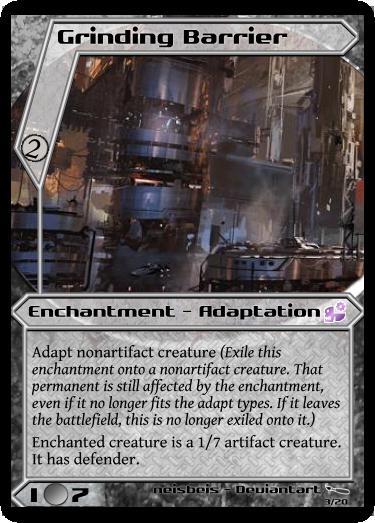 Grinding Barrier
2
Enchantment - Adaptation
Adapt nonartifact creature (Exile this
enchantment onto a nonartifact creature. That
permanent is still affected by the enchantment,
even if it no longer fits the adapt types. If it leaves
the battlefield, this is no longer exiled onto it.)
Enchanted creature is a 1/7 artifact creature.
It has defender.
1 7
neisbeis - Deviantart
3/20